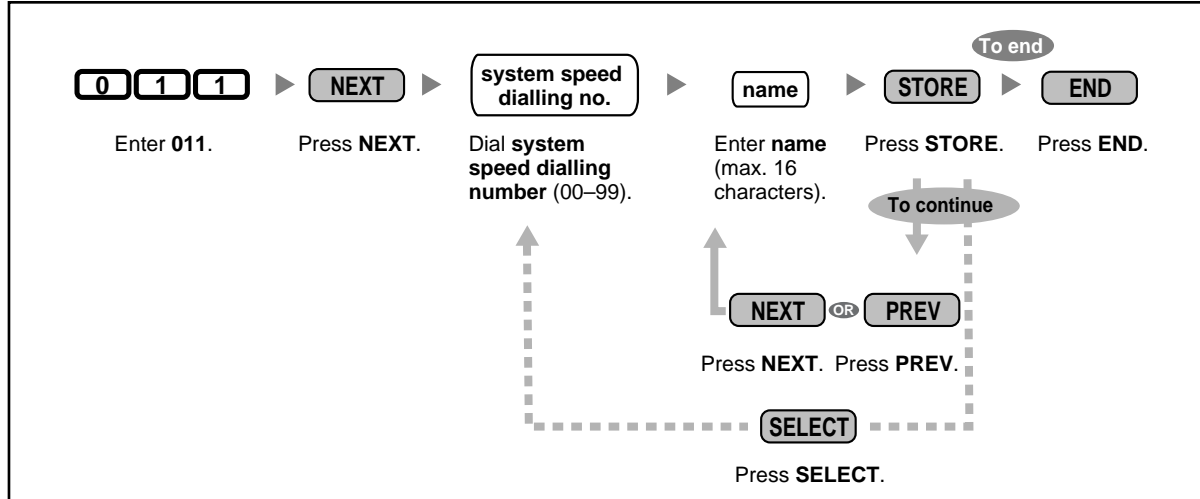 To end
0 1 1
NEXT
system speed
dialling no.
name
STORE
END
Enter 011.
Press NEXT.
Dial system
speed dialling
number (00–99).
Enter name
(max. 16
characters).
Press STORE.
Press END.
To continue
NEXT
OR
PREV
Press NEXT.
Press PREV.
SELECT
Press SELECT.